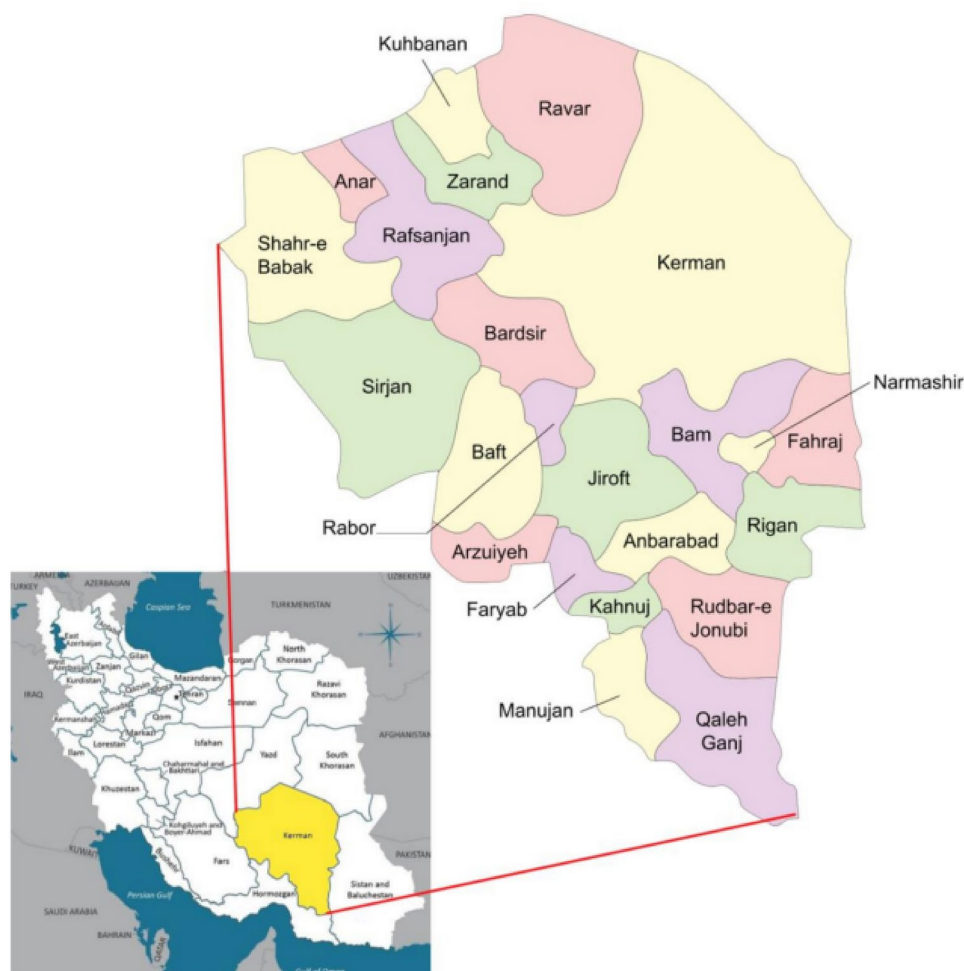 Kuhbanan
Ravar
Anar
Zarand
Shahr-e
Babak
Rafsanjan
Kerman
Bardsir
Sirjan
Narmashir
Bam
Fahraj
Baft
Jiroft
Rabor
Rigan
Arzuiyeh
Anbarabad
Faryab
Kahnuj
Rudbar-e
Jonubi
Manujan
Qaleh
Ganj
ARMENIA
AZERBAIJAN
UZBEKISTAN
TURKEY
Caspian Sea
TURKMENISTAN
East
Azerbaijan
Gilan
North
Khorasan
Zanjan
Mazandaran
Kurdistan
Tehran
Razavi
Khorasan
IRAQ
Qom
Kermanshah
Markazi
AFGHANISTAN
Ilam
Lorestan
Isfahan
Yazd
South
Khorasan
Chaharmahal and
Bakhtiari
Khuzestan
Kohgiluyeh and
Boyer-Ahmad
Kerman
KUWAIT
Bushehr
Fars
PAKISTAN
Sistan and
Baluchestan
Persian Gulf
Hormozgan
SAUDI ARABIA
BAHRAIN
QATAR